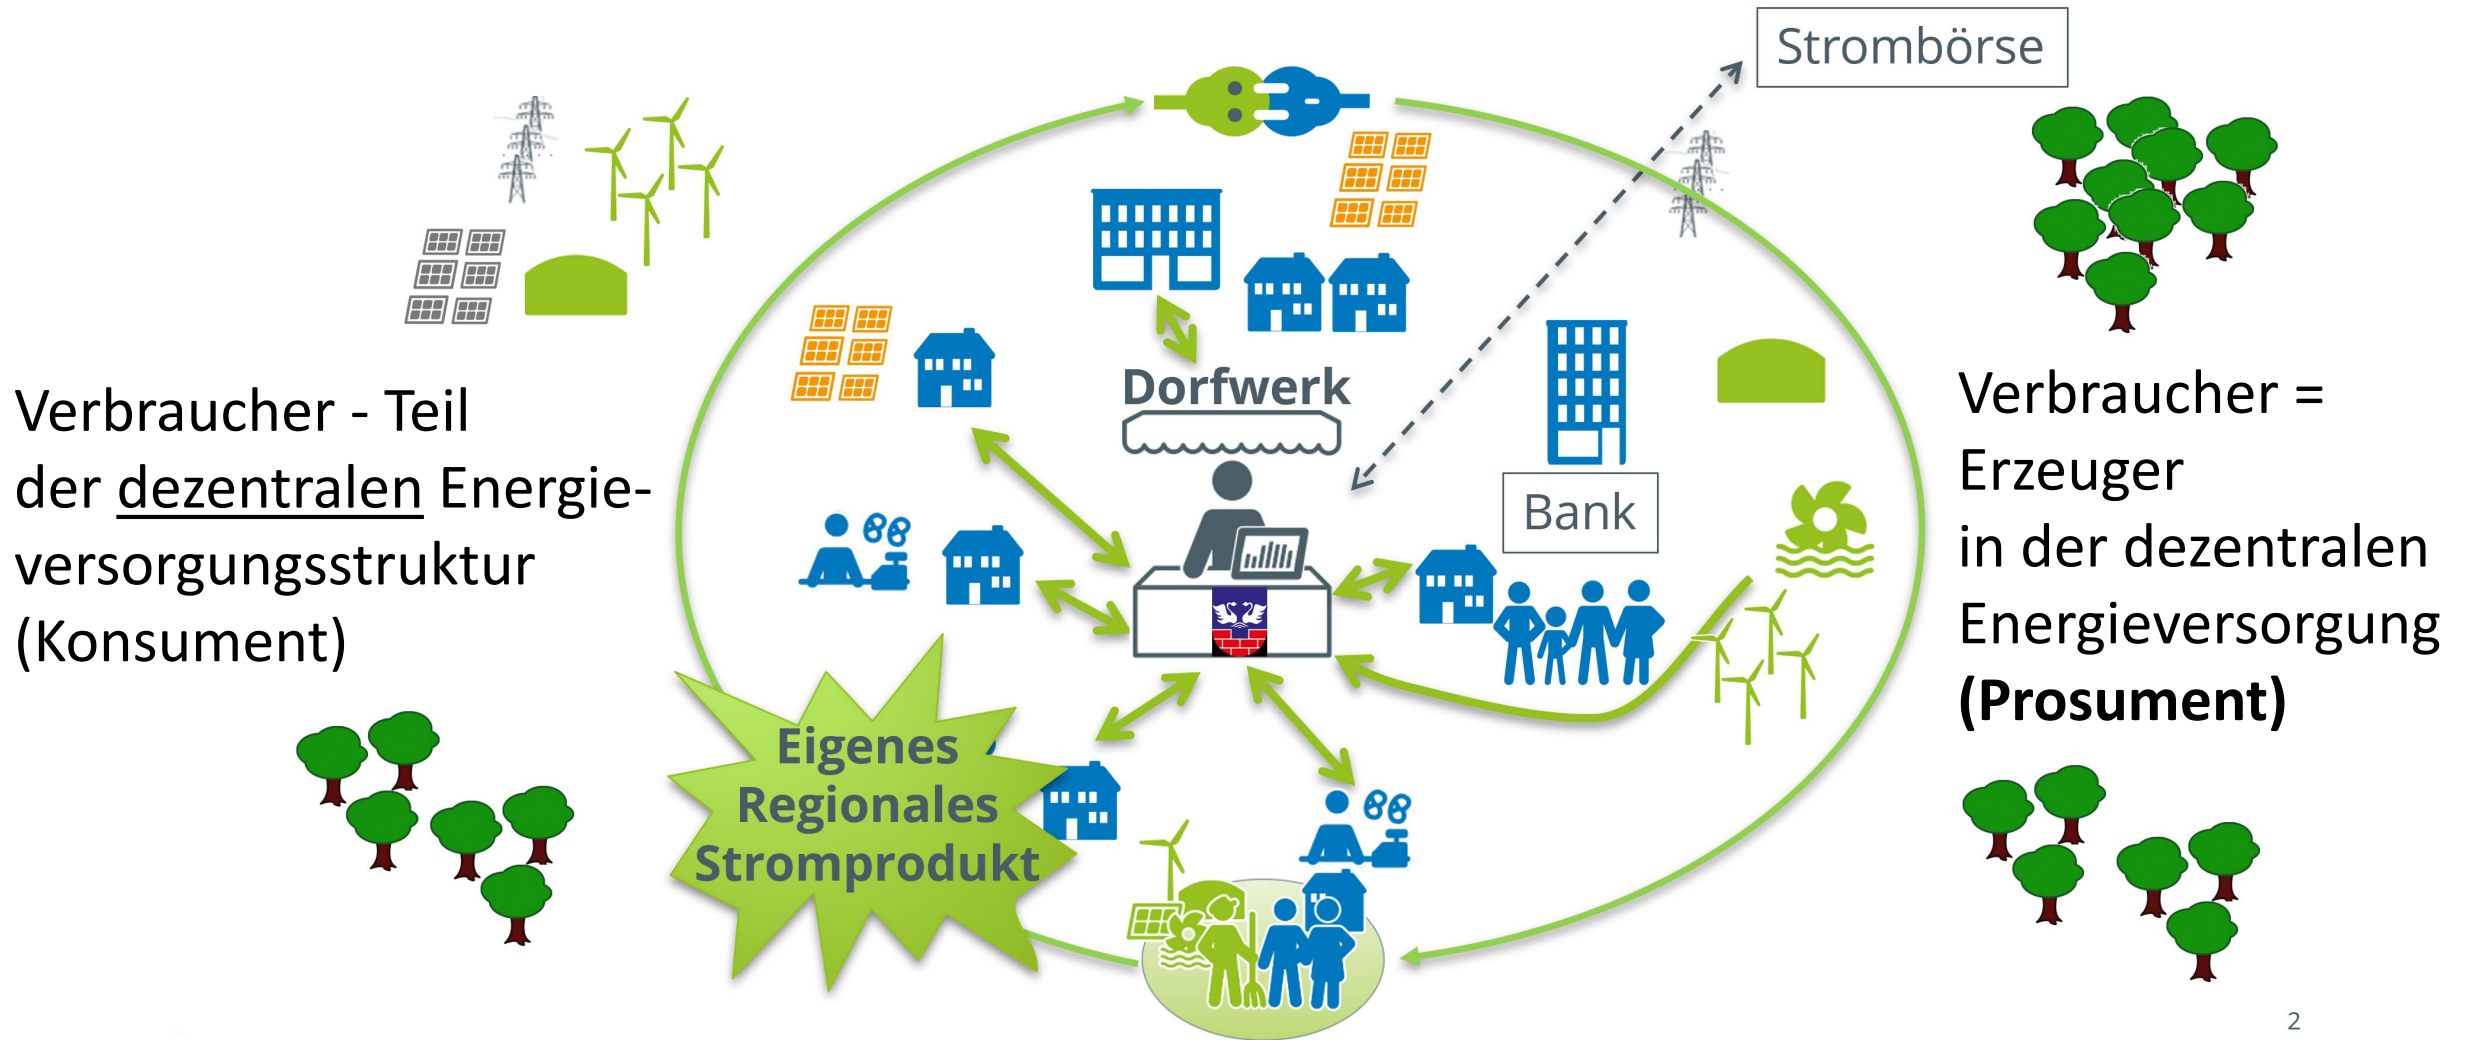 Strombörse
Verbraucher - Teil
der dezentralen Energie-
versorgungsstruktur
(Konsument)
Dorfwerk
Bank
Eigenes
Regionales
Stromprodukt
Verbraucher =
Erzeuger
in der dezentralen
Energieversorgung
(Prosument)
2